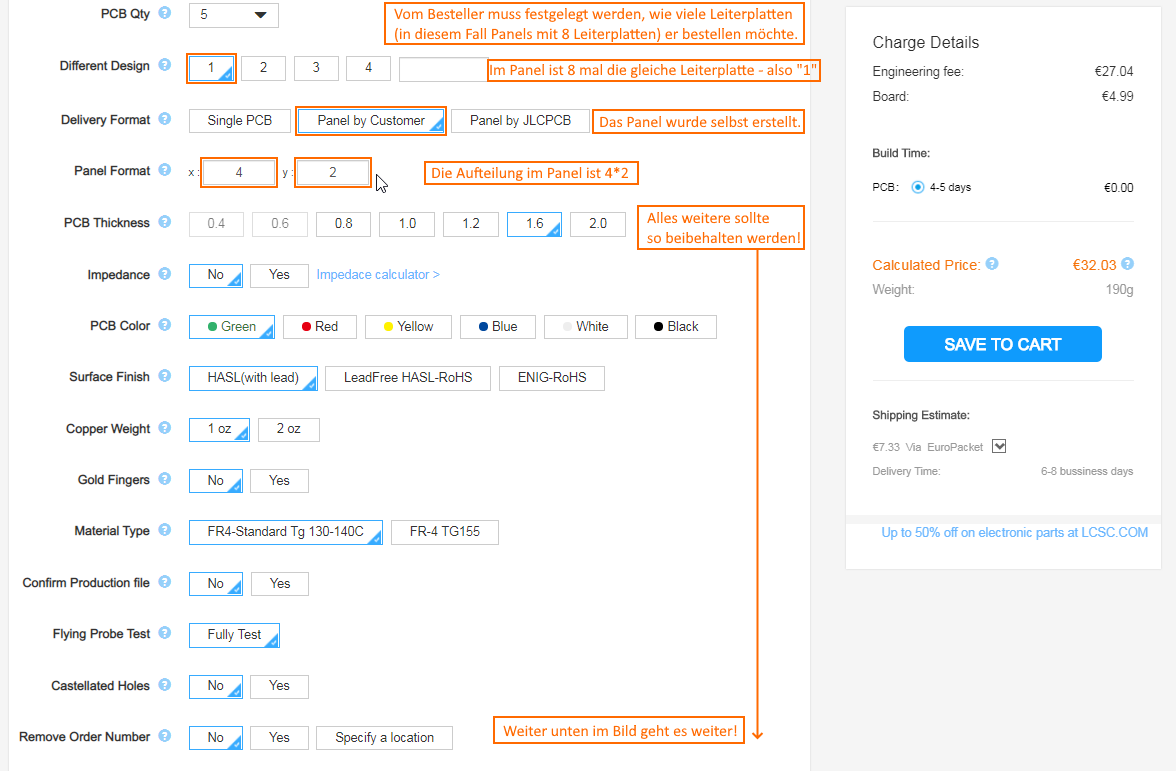 PCB Qty ? 5 Vom Besteller muss festgelegt werden, wie viele Leiterplatten
(in diesem Fall Panels mit 8 Leiterplatten) er bestellen möchte.
Different Design ? 1 2 3 4 Im Panel ist 8 mal die gleiche Leiterplatte - also "1"
Delivery Format ? Single PCB Panel by Customer Panel by JLCPCB Das Panel wurde selbst erstellt.
Panel Format ? x : 4 y : 2 Die Aufteilung im Panel ist 4*2
PCB Thickness ? 0.4 0.6 0.8 1.0 1.2 1.6 2.0 Alles weitere sollte
so beibehalten werden!
Impedance ? No Yes Impedace calculator >
PCB Color ? Green Red Yellow Blue White Black
Surface Finish ? HASL(with lead) LeadFree HASL-RoHS ENIG-RoHS
Copper Weight ? 1 oz 2 oz
Gold Fingers ? No Yes
Material Type ? FR4-Standard Tg 130-140C FR-4 TG155
Confirm Production file ? No Yes
Flying Probe Test ? Fully Test
Castellated Holes ? No Yes
Remove Order Number ? No Yes Specify a location Weiter unten im Bild geht es weiter!
Charge Details
Engineering fee: €27.04
Board: €4.99
Build Time:
PCB: 4-5 days €0.00
Calculated Price: ? €32.03 ?
Weight: 190g
SAVE TO CART
Shipping Estimate:
€7.33 Via EuroPacket
Delivery Time: 6-8 bussiness days
Up to 50% off on electronic parts at LCSC.COM